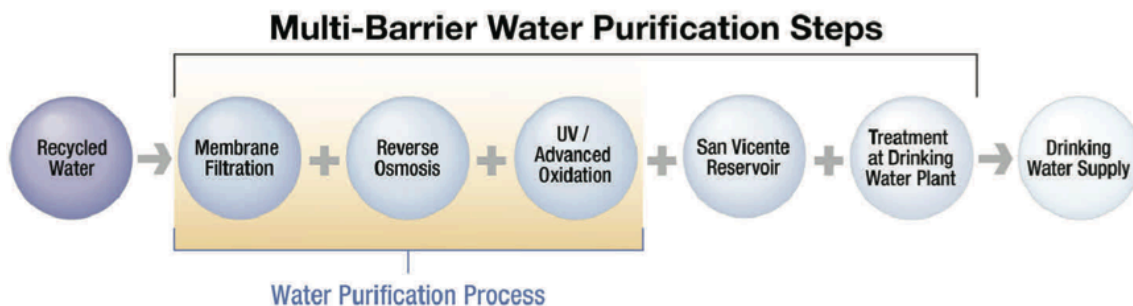 Multi-Barrier Water Purification Steps
Recycled
Water
Membrane
Filtration
Reverse
Osmosis
UV /
Advanced
Oxidation
San Vicente
Reservoir
Treatment
at Drinking
Water Plant
Drinking
Water Supply
Water Purification Process